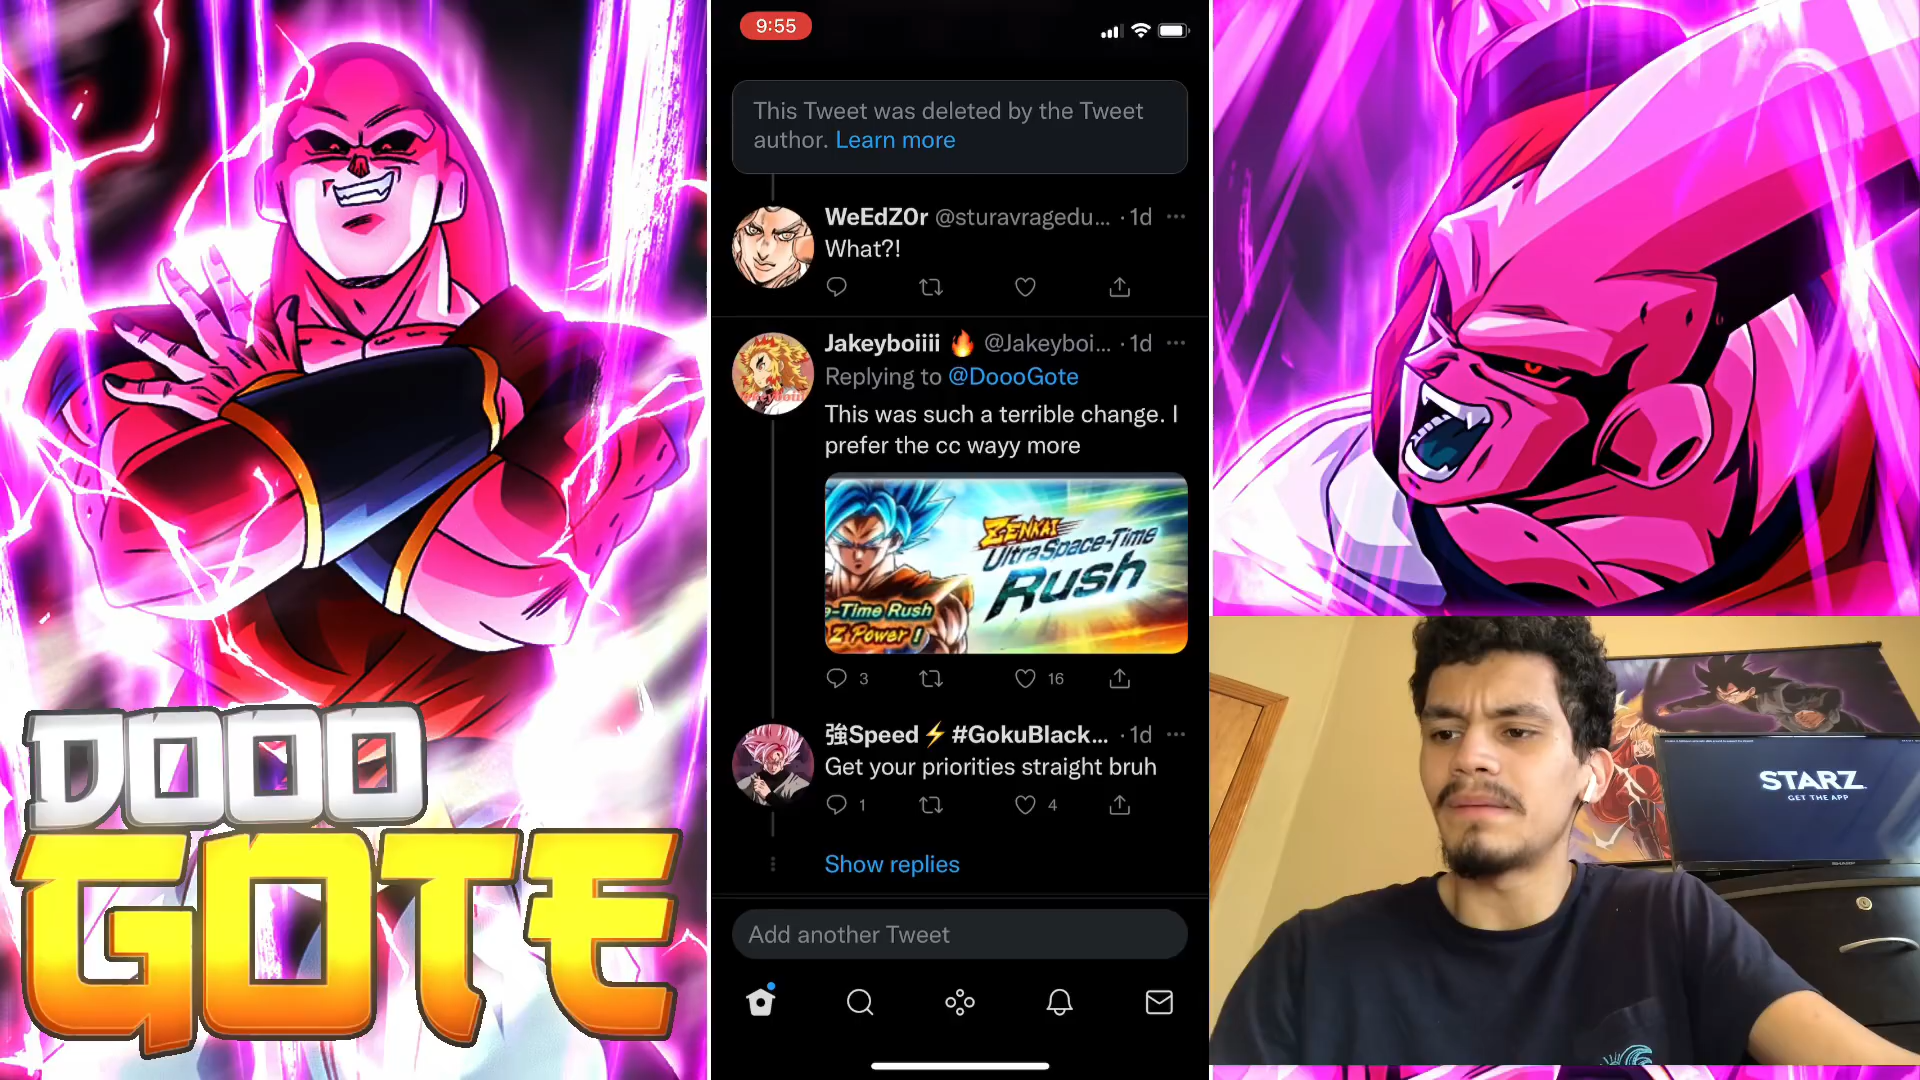 DOOO
GOTE
9:55
This Tweet was deleted by the Tweet
author. Learn more
WeEdZ0r @sturavragedu... · 1d
What?!
Jakeyboiiii 🔥 @Jakeyboi... · 1d
Replying to @DoooGote
This was such a terrible change. I
prefer the cc wayy more
ZENKAI
Ultra Space-Time
Rush
e-Time Rush
Z Power!
3
16
強Speed⚡#GokuBlack... · 1d
Get your priorities straight bruh
1
4
Show replies
Add another Tweet
STARZ
GET THE APP